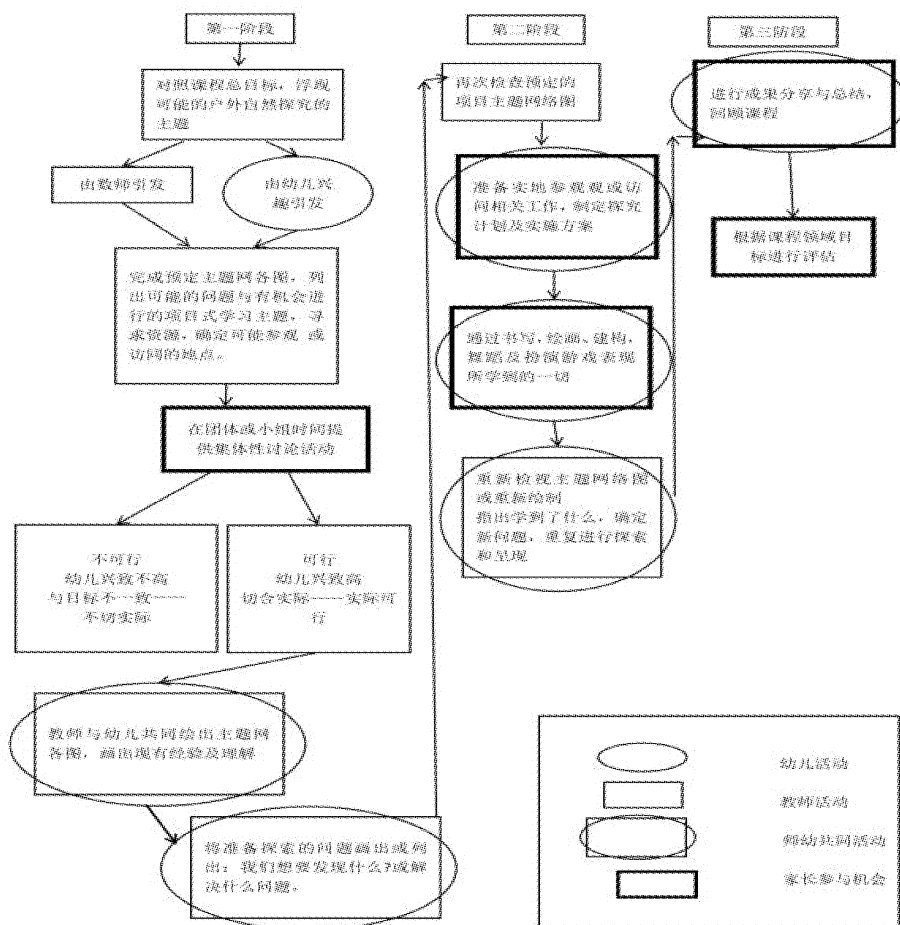 第一阶段
对照课程总目标，浮现
可能的户外自然探究的
主题
由教师引发
由幼儿兴
趣引发
完成预定主题网各图，列
出可能的问题与有机会进
行的项目式学习主题，寻
求资源，确定可能参观 或
访问的地点。
在团体或小组时间提
供集体性讨论活动
不可行
幼儿兴致不高
与目标不一致——
不切实际
可行
幼儿兴致高
切合实际——实际可
行
教师与幼儿共同绘出主题网
各图，画出现有经验及理解
将准备探索的问题画出或列
出：我们想要发现什么?或解
决什么问题。
第二阶段
再次检查预定的
项目主题网络图
准备实地参观观或访
问相关工作，制定探究
计划及实施方案
通过书写，绘画、建构，
舞蹈及扮演游戏表现
所学到的一切
重新检视主题网络图
或重新绘制
指出学到了什么，确定
新问题，重复进行探索
和呈现
第三阶段
进行成果分享与总结，
回顾课程
根据课程领域目
标进行评估
幼儿活动
教师活动
师幼共同活动
家长参与机会